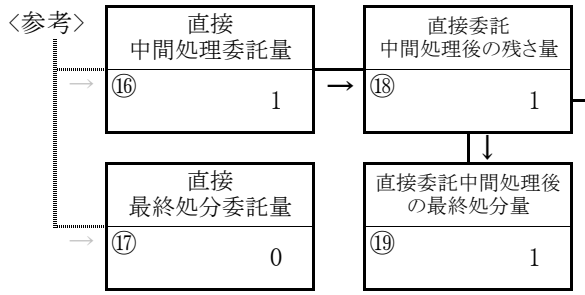 〈参考〉
直接
中間処理委託量
⑯
1
→
→
直接委託
中間処理後の残さ量
⑱
1
↓
直接
最終処分委託量
⑰
0
→
直接委託中間処理後
の最終処分量
⑲
1